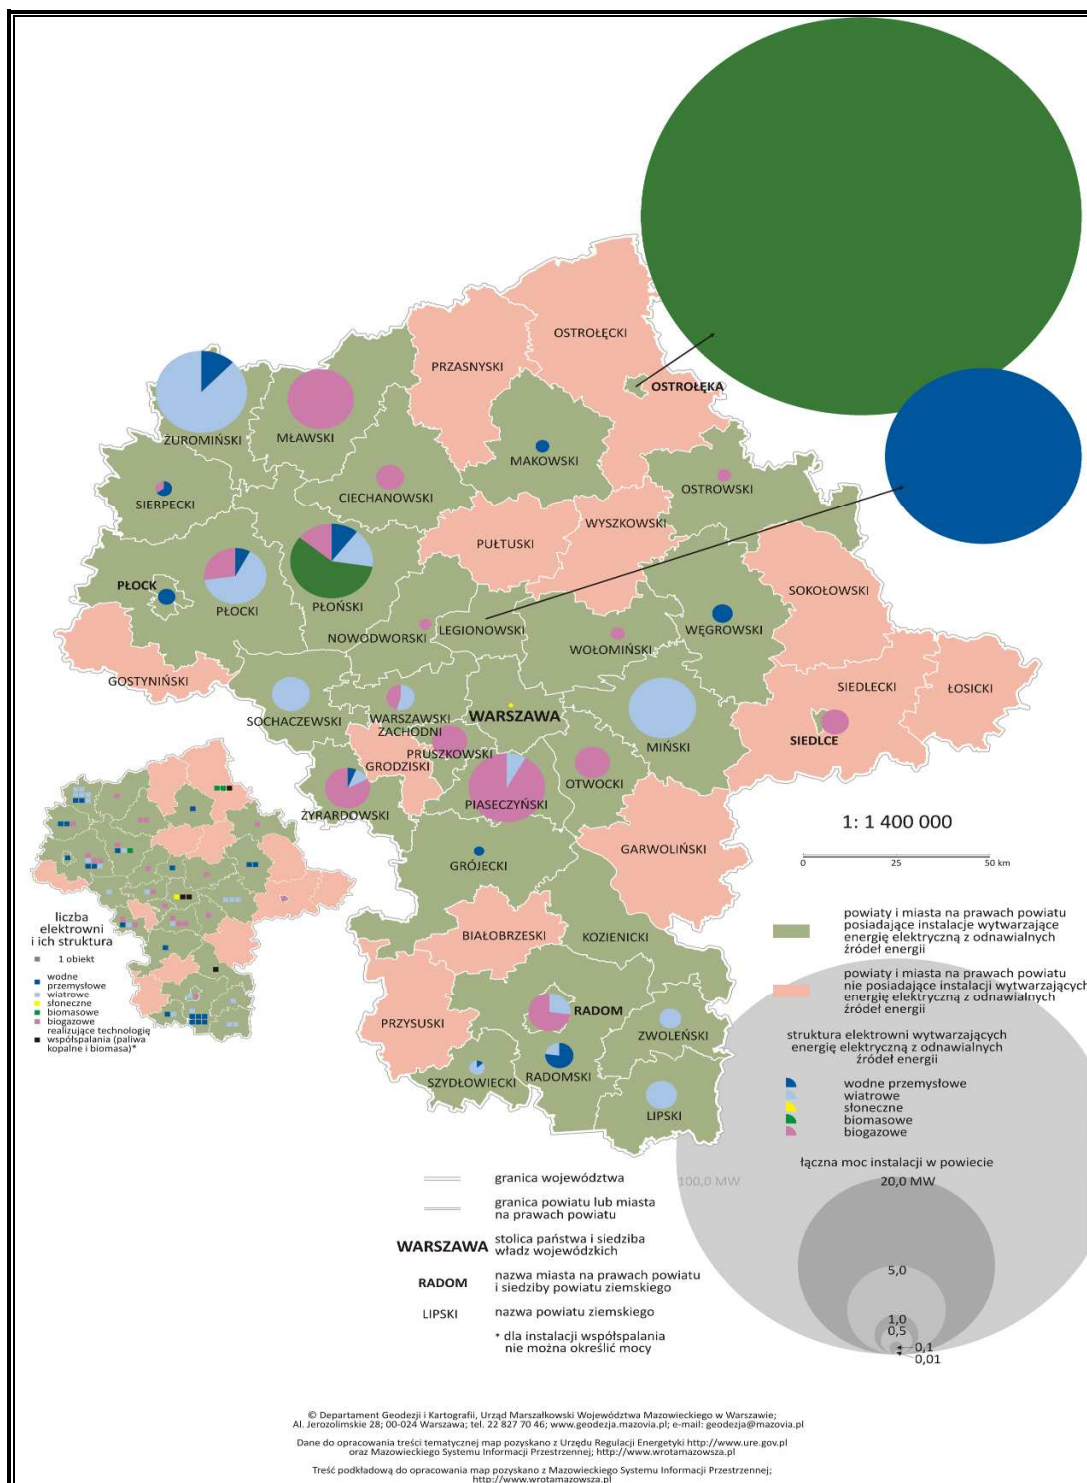 OSTROŁĘCKI
PRZASNYSKI
OSTROŁĘKA
ŻUROMIŃSKI
MŁAWSKI
MAKOWSKI
CIECHANOWSKI
OSTROWSKI
SIERPECKI
WYSZKOWSKI
PUŁTUSKI
SOKOŁOWSKI
PŁOCK
PŁOCKI
PŁOŃSKI
NOWODWORSKI
LEGIONOWSKI
WĘGROWSKI
WOŁOMIŃSKI
GOSTYNIŃSKI
SIEDLECKI
ŁOSICKI
SOCHACZEWSKI
WARSZAWSKI
ZACHODNI
WARSZAWA
MIŃSKI
SIEDLCE
PRUSZKOWSKI
GRODZISKI
OTWOCKI
ŻYRARDOWSKI
PIASECZYŃSKI
1: 1 400 000
0 25 50 km
GRÓJECKI
GARWOLIŃSKI
BIAŁOBRZESKI
KOZIENICKI
PRZYSUSKI
RADOM
ZWOLEŃSKI
SZYDŁOWIECKI
RADOMSKI
LIPSKI
liczba
elektrowni
i ich struktura
1 obiekt
wodne
przemysłowe
wiatrowe
słoneczne
biomasowe
biogazowe
realizujące technologię
współspalania (paliwa
kopalne i biomasa)*
powiaty i miasta na prawach powiatu
posiadające instalacje wytwarzające
energię elektryczną z odnawialnych
źródeł energii
powiaty i miasta na prawach powiatu
nie posiadające instalacji wytwarzających
energię elektryczną z odnawialnych
źródeł energii
struktura elektrowni wytwarzających
energię elektryczną z odnawialnych
źródeł energii
wodne przemysłowe
wiatrowe
słoneczne
biomasowe
biogazowe
łączna moc instalacji w powiecie
100,0 MW
20,0 MW
5,0
1,0
0,5
0,1
0,01
granica województwa
granica powiatu lub miasta
na prawach powiatu
WARSZAWA stolica państwa i siedziba
władz wojewódzkich
RADOM nazwa miasta na prawach powiatu
i siedziby powiatu ziemskiego
LIPSKI nazwa powiatu ziemskiego
* dla instalacji współspalania
nie można określić mocy
© Departament Geodezji i Kartografii, Urząd Marszałkowski Województwa Mazowieckiego w Warszawie;
Al. Jerozolimskie 28; 00-024 Warszawa; tel. 22 827 70 46; www.geodezja.mazovia.pl; e-mail: geodezja@mazovia.pl
Dane do opracowania treści tematycznej map pozyskano z Urzędu Regulacji Energetyki http://www.ure.gov.pl
oraz Mazowieckiego Systemu Informacji Przestrzennej; http://www.wrotamazowsza.pl
Treść podkładową do opracowania map pozyskano z Mazowieckiego Systemu Informacji Przestrzennej;
http://www.wrotamazowsza.pl